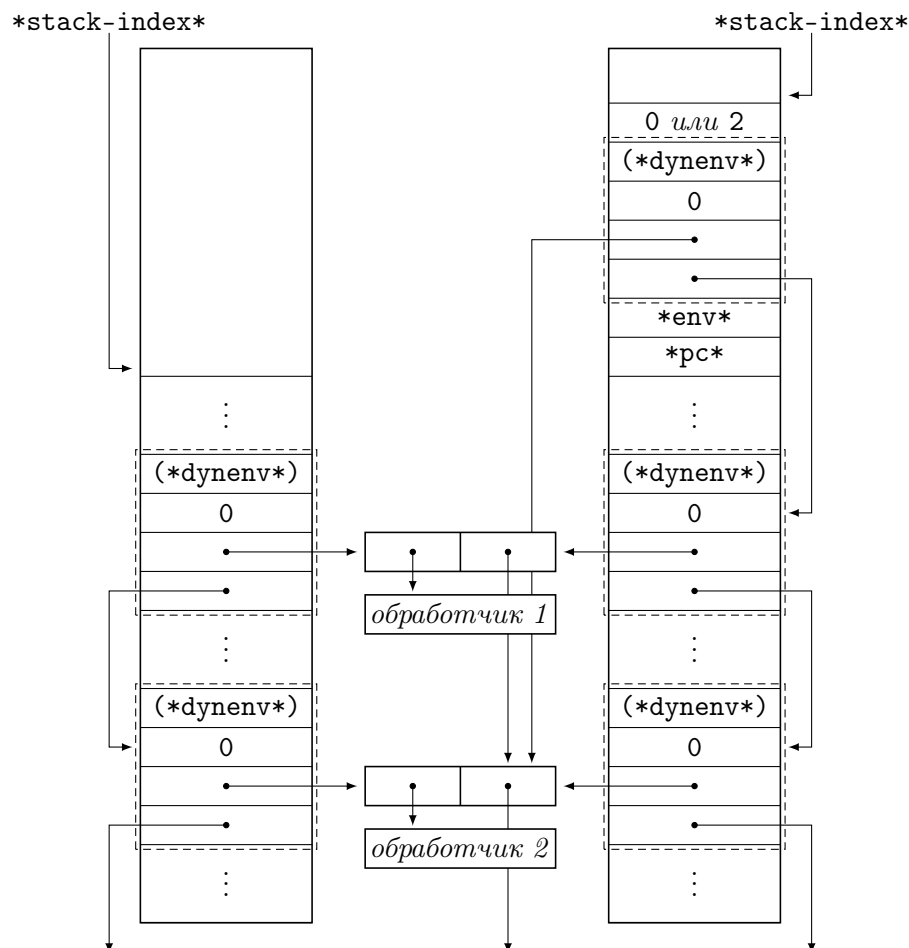 *stack-index*
*stack-index*
0 или 2
(*dynenv*)
0
*env*
*pc*
⋮
⋮
(*dynenv*)
(*dynenv*)
0
0
обработчик 1
⋮
⋮
(*dynenv*)
(*dynenv*)
0
0
обработчик 2
⋮
⋮